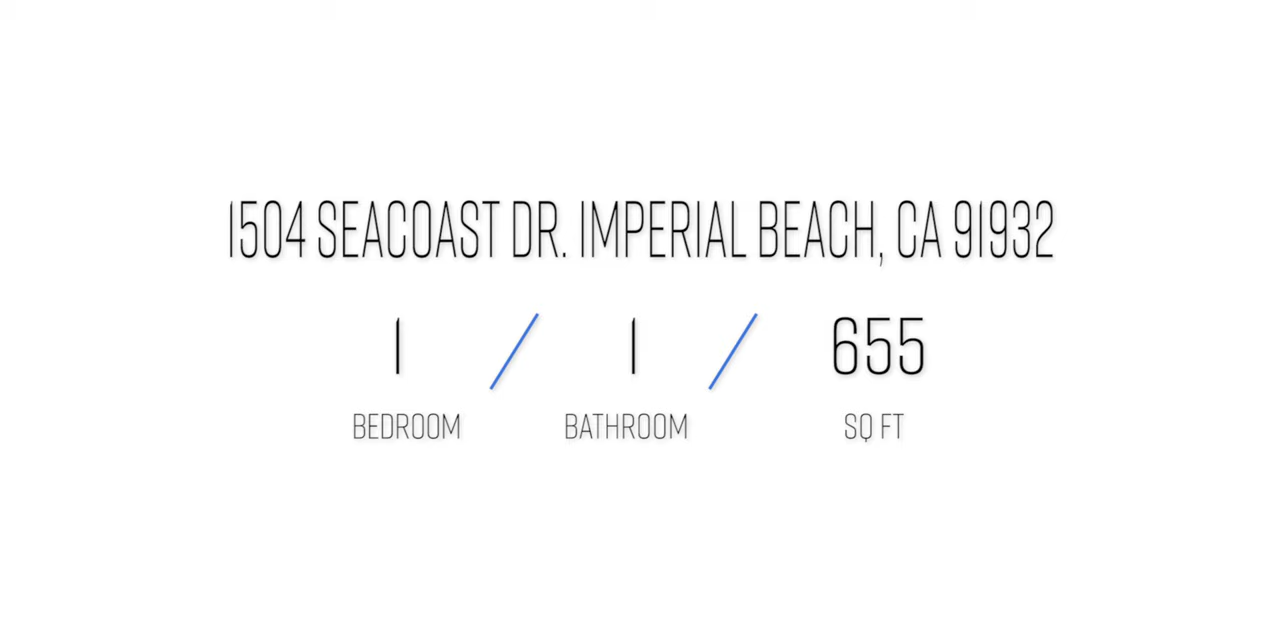 1504 SEACOAST DR. IMPERIAL BEACH, CA 91932
1 / 1 / 655
BEDROOM BATHROOM SQ FT